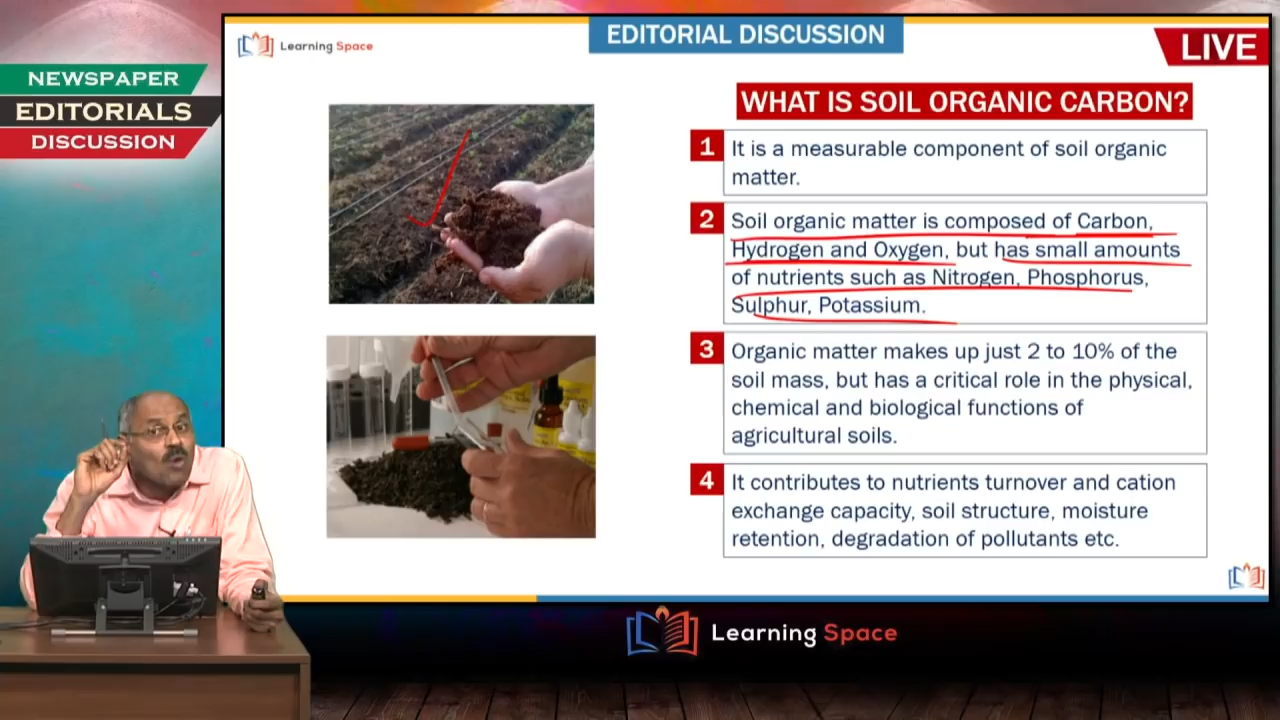 EDITORIAL DISCUSSION
LIVE
Learning Space
NEWSPAPER
EDITORIALS
DISCUSSION
WHAT IS SOIL ORGANIC CARBON?
1
It is a measurable component of soil organic
matter.
2
Soil organic matter is composed of Carbon,
Hydrogen and Oxygen, but has small amounts
of nutrients such as Nitrogen, Phosphorus,
Sulphur, Potassium.
3
Organic matter makes up just 2 to 10% of the
soil mass, but has a critical role in the physical,
chemical and biological functions of
agricultural soils.
4
It contributes to nutrients turnover and cation
exchange capacity, soil structure, moisture
retention, degradation of pollutants etc.
Learning Space